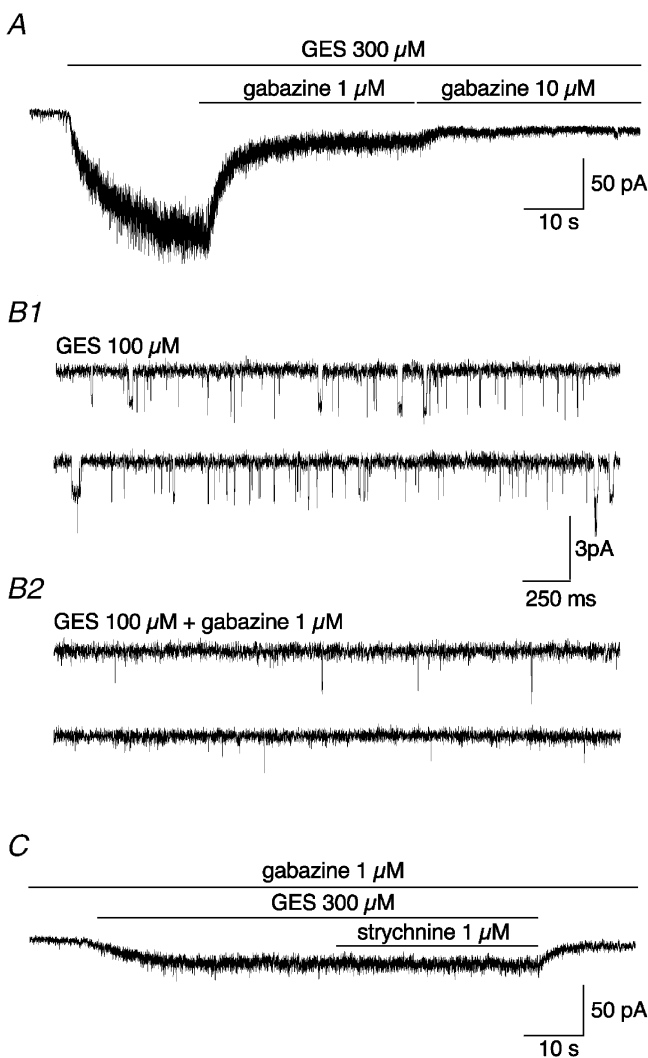 A
GES 300 µM
gabazine 1 µM gabazine 10 µM
50 pA
10 s
B1
GES 100 µM
3pA
250 ms
B2
GES 100 µM + gabazine 1 µM
C
gabazine 1 µM
GES 300 µM
strychnine 1 µM
50 pA
10 s